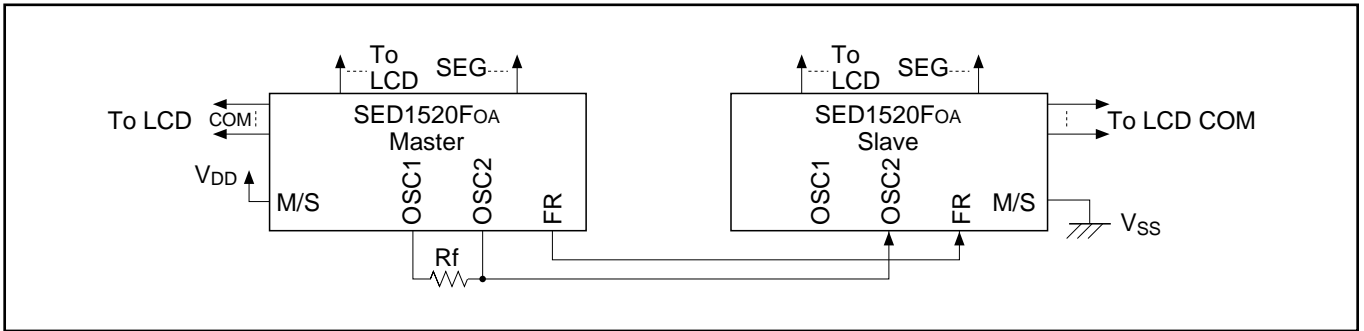 To
LCD
SEG
To LCD
COM
SED1520FOA
Master
VDD
M/S
OSC1
OSC2
FR
Rf
To
LCD
SEG
SED1520FOA
Slave
To LCD COM
OSC1
OSC2
FR
M/S
VSS